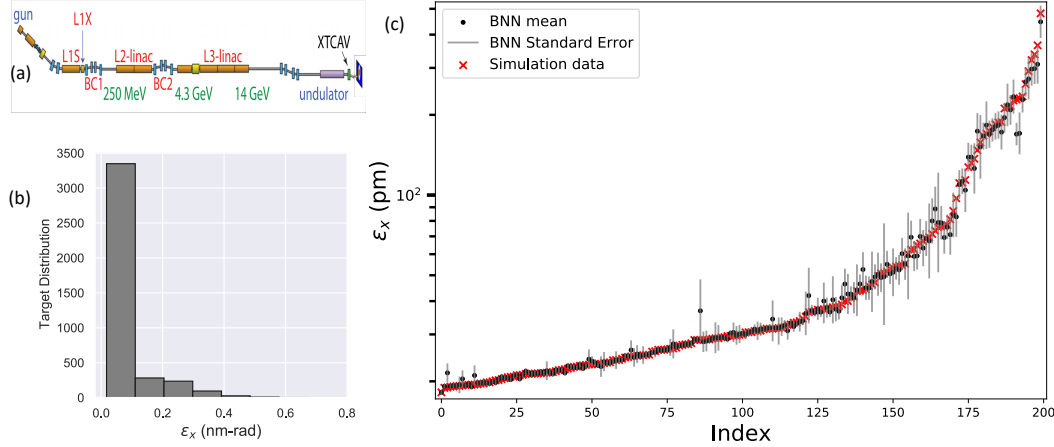 gun
L1X
L1S
L2-linac
L3-linac
XTCAV
(a)
BC1
BC2
250 MeV
4.3 GeV
14 GeV
undulator
(b)
3500
3000
2500
2000
1500
1000
500
0
Target Distribution
0.0 0.2 0.4 0.6 0.8
εx (nm-rad)
(c)
BNN mean
BNN Standard Error
Simulation data
10²
εx (pm)
0 25 50 75 100 125 150 175 200
Index